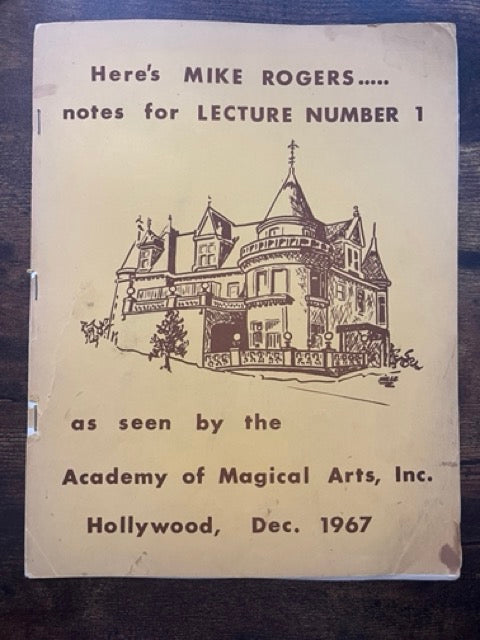 Here's MIKE ROGERS.....
notes for LECTURE NUMBER 1
as seen by the
Academy of Magical Arts, Inc.
Hollywood, Dec. 1967